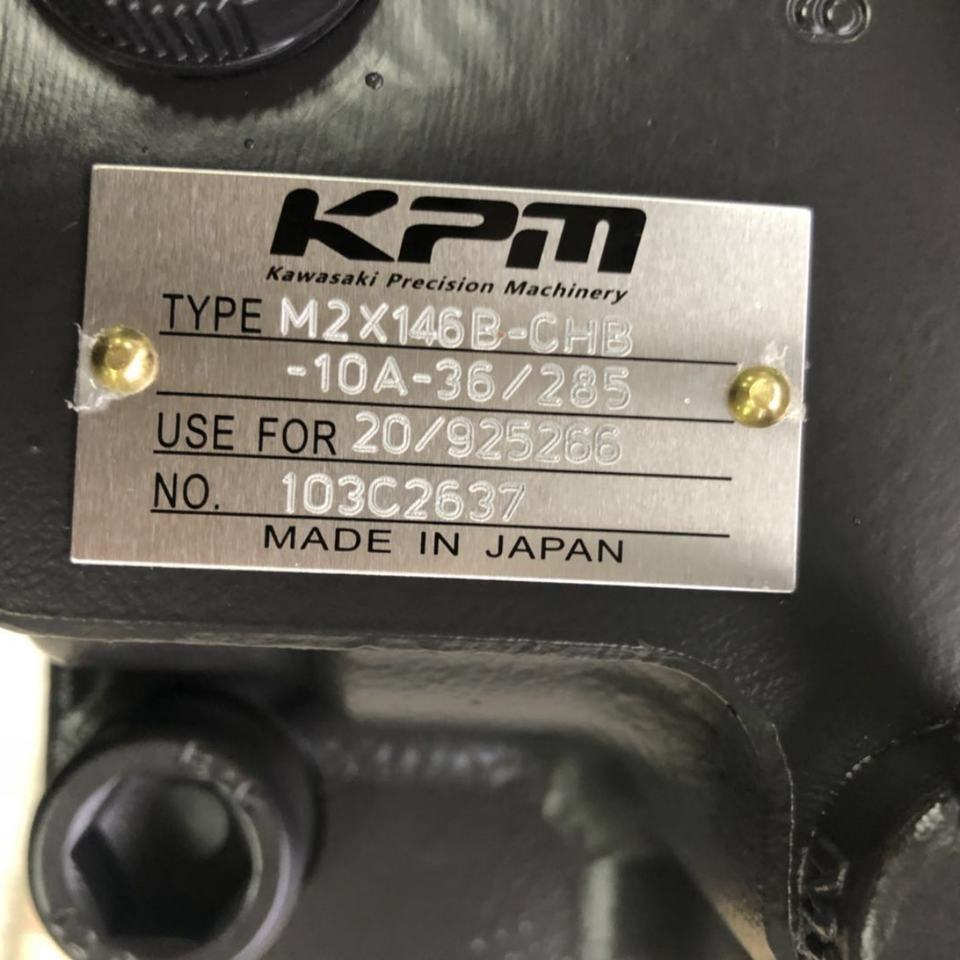 KPM
Kawasaki Precision Machinery
TYPE M2X146B-CHB
-10A-36/285
USE FOR 20/925266
NO. 103C2637
MADE IN JAPAN